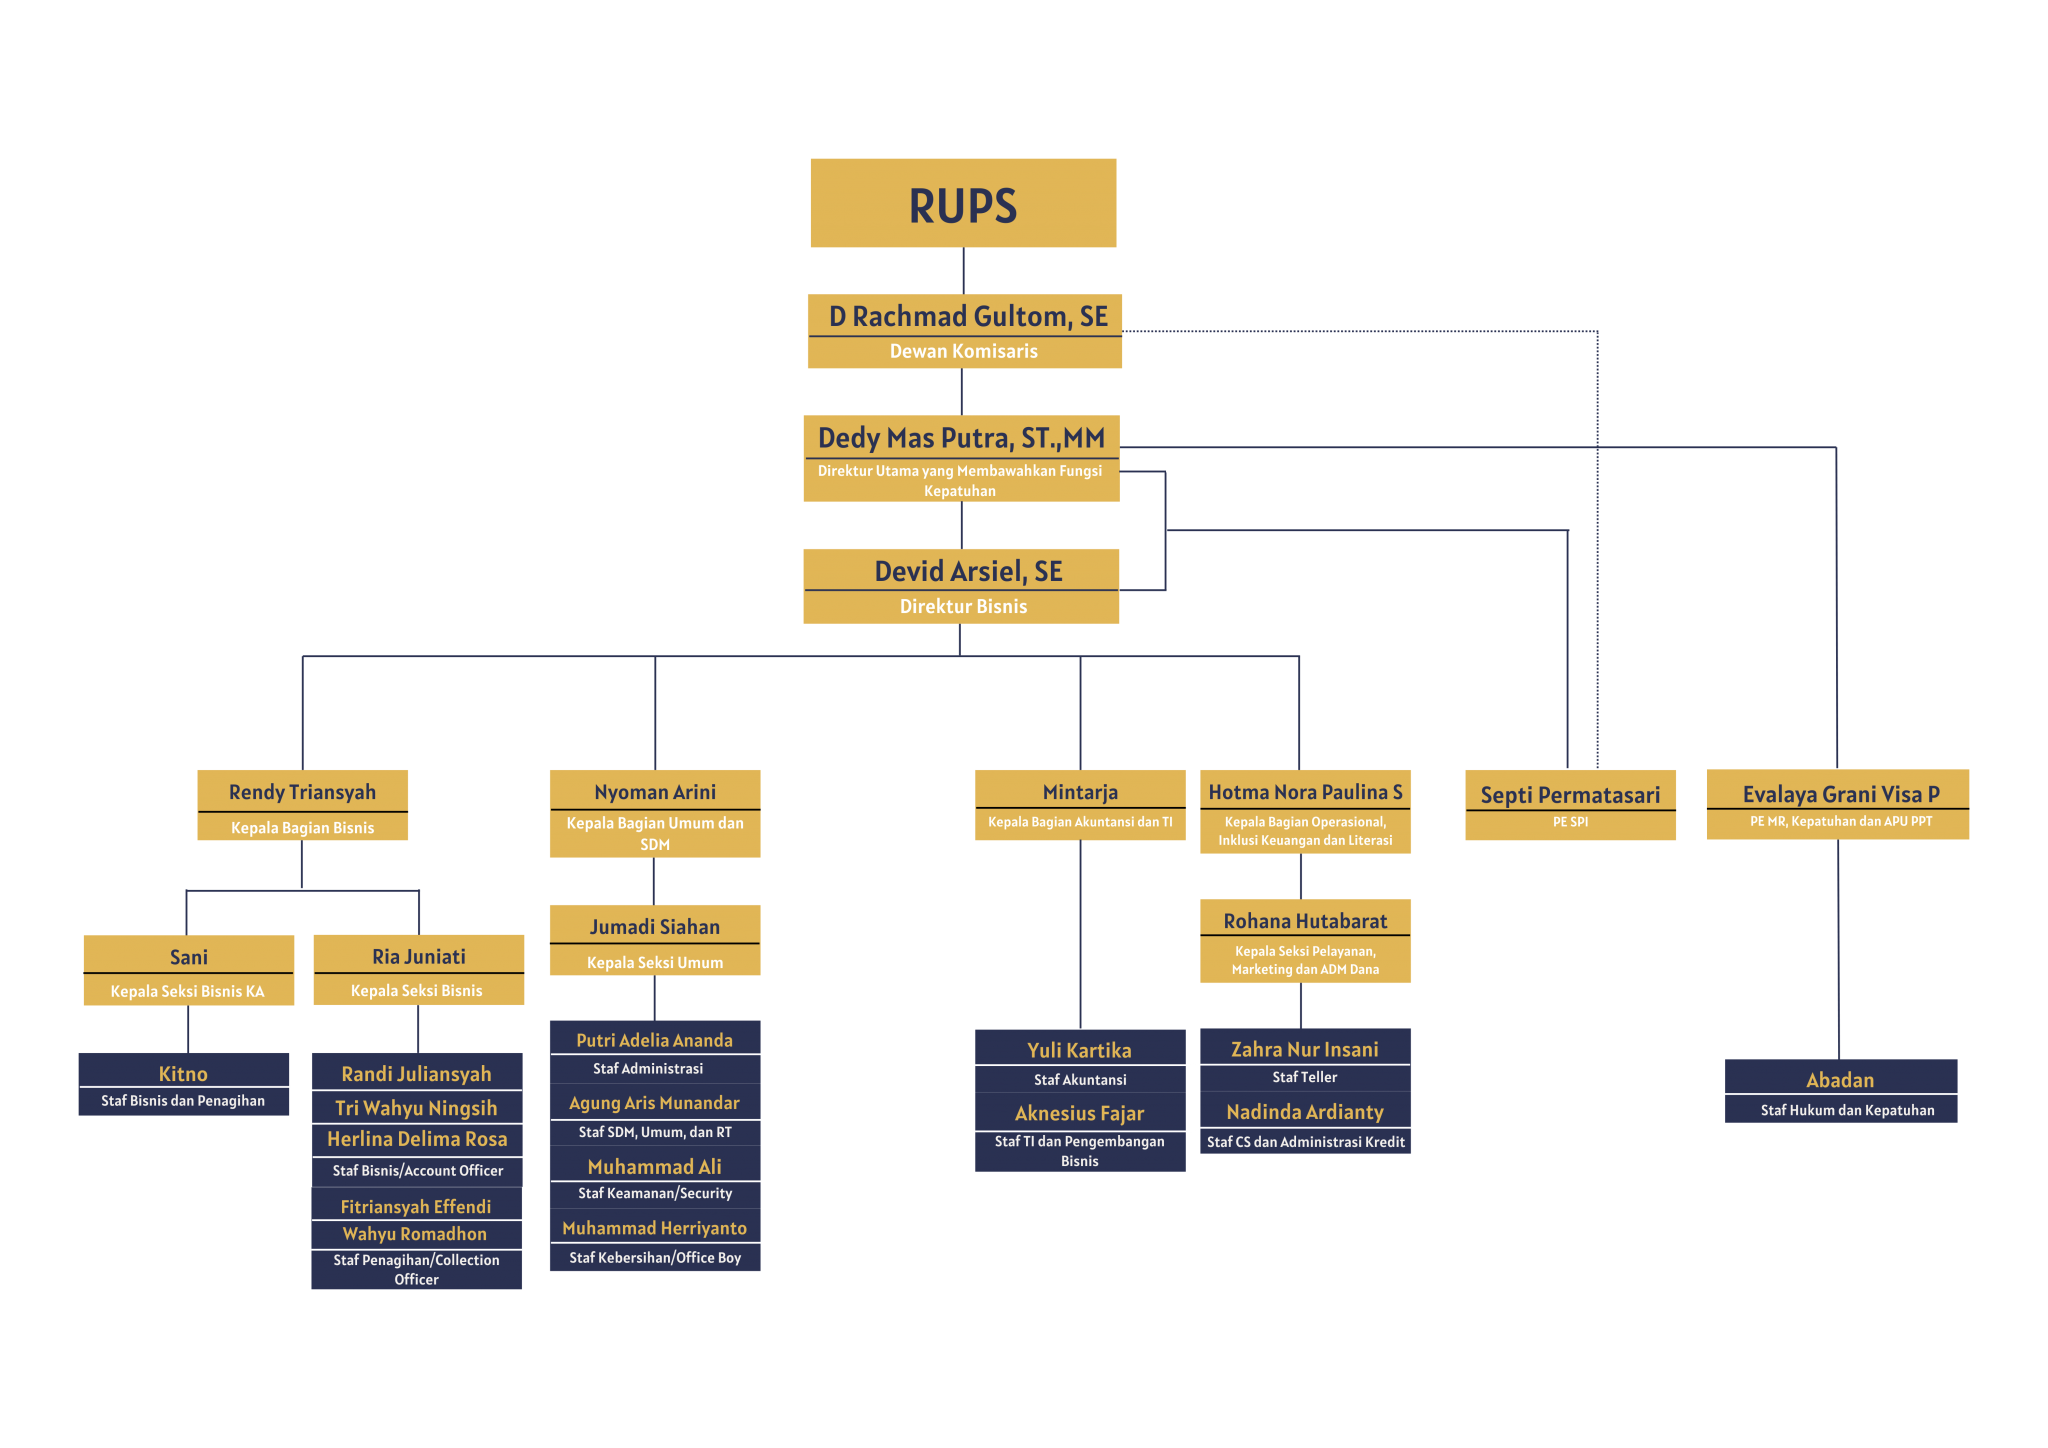 RUPS
D Rachmad Gultom, SE
Dewan Komisaris
Dedy Mas Putra, ST.,MM
Direktur Utama yang Membawahkan Fungsi
Kepatuhan
Devid Arsiel, SE
Direktur Bisnis
Rendy Triansyah
Kepala Bagian Bisnis
Nyoman Arini
Kepala Bagian Umum dan
SDM
Mintarja
Kepala Bagian Akuntansi dan TI
Hotma Nora Paulina S
Kepala Bagian Operasional,
Inklusi Keuangan dan Literasi
Septi Permatasari
PE SPI
Evalaya Grani Visa P
PE MR, Kepatuhan dan APU PPT
Sani
Kepala Seksi Bisnis KA
Ria Juniati
Kepala Seksi Bisnis
Jumadi Siahan
Kepala Seksi Umum
Rohana Hutabarat
Kepala Seksi Pelayanan,
Marketing dan ADM Dana
Kitno
Staf Bisnis dan Penagihan
Randi Juliansyah
Tri Wahyu Ningsih
Herlina Delima Rosa
Staf Bisnis/Account Officer
Fitriansyah Effendi
Wahyu Romadhon
Staf Penagihan/Collection
Officer
Putri Adelia Ananda
Staf Administrasi
Agung Aris Munandar
Staf SDM, Umum, dan RT
Muhammad Ali
Staf Keamanan/Security
Muhammad Herriyanto
Staf Kebersihan/Office Boy
Yuli Kartika
Staf Akuntansi
Aknesius Fajar
Staf TI dan Pengembangan
Bisnis
Zahra Nur Insani
Staf Teller
Nadinda Ardianty
Staf CS dan Administrasi Kredit
Abadan
Staf Hukum dan Kepatuhan